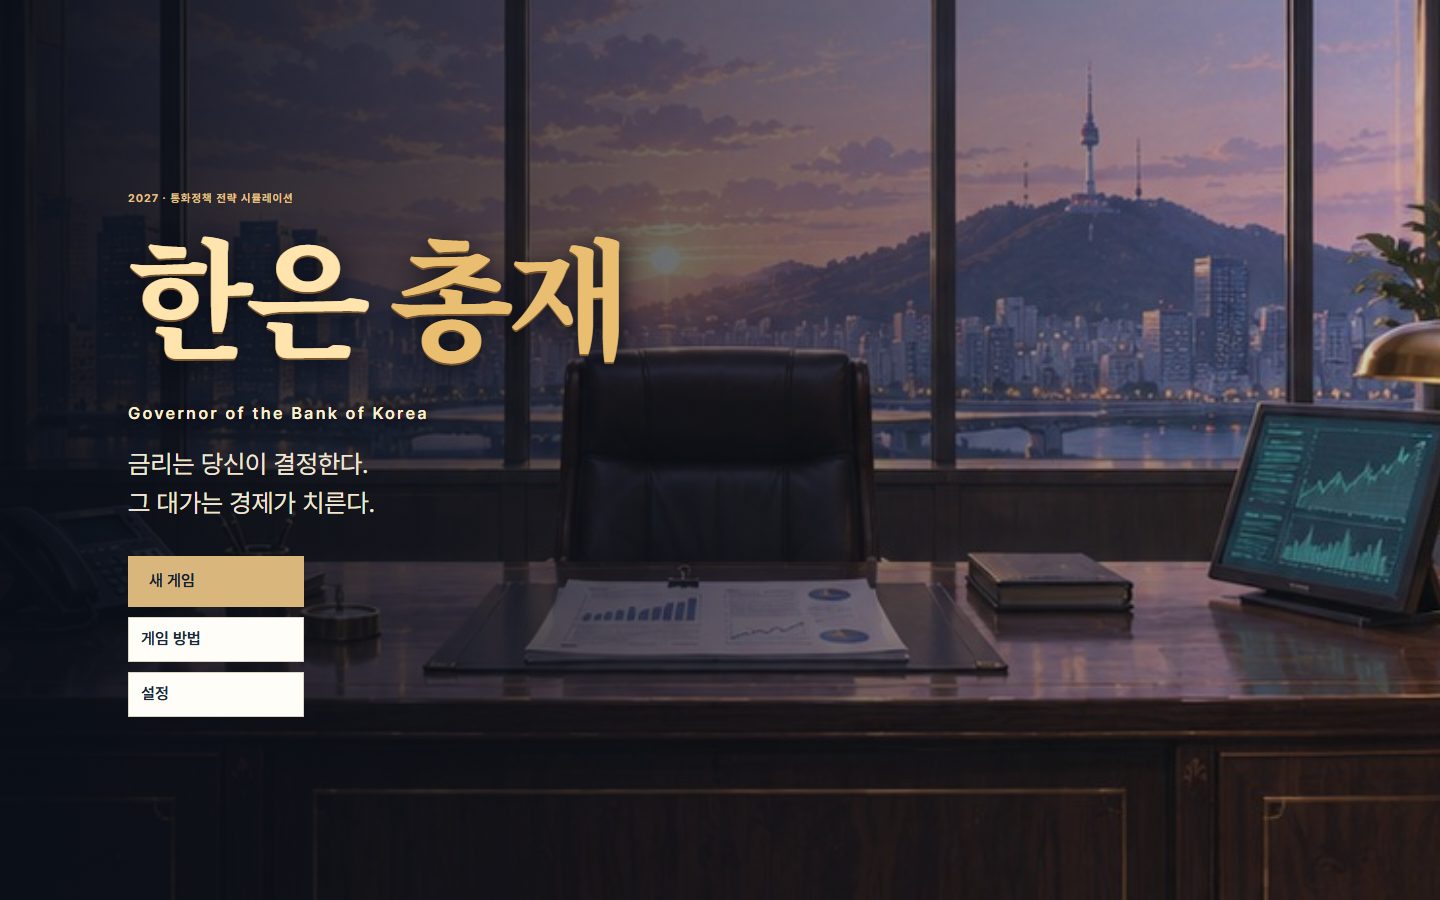 2027 · 통화정책 전략 시뮬레이션
한은 총재
Governor of the Bank of Korea
금리는 당신이 결정한다.
그 대가는 경제가 치른다.
새 게임
게임 방법
설정